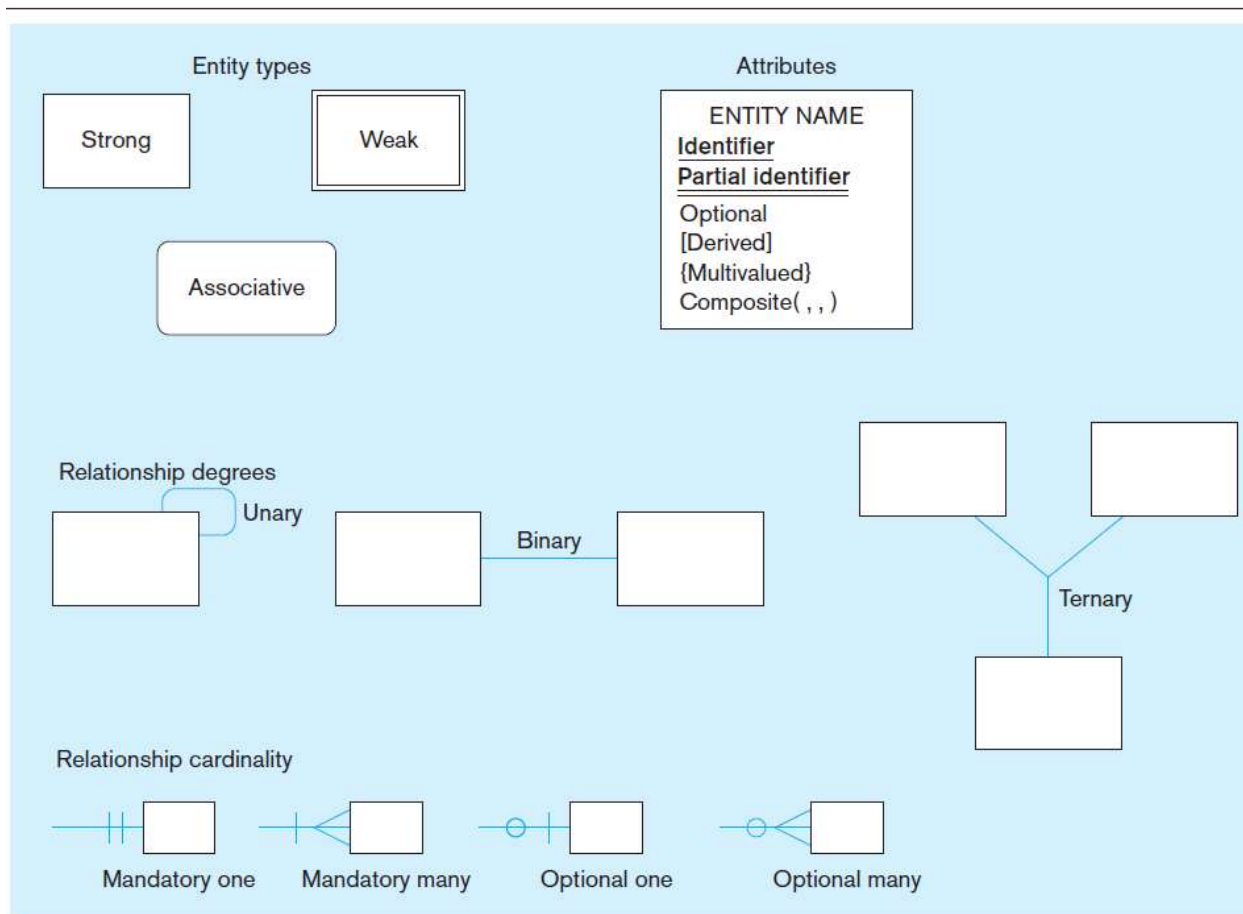 Entity types
Strong
Weak
Associative
Attributes
ENTITY NAME
Identifier
Partial identifier
Optional
[Derived]
{Multivalued}
Composite( , , )
Relationship degrees
Unary
Binary
Ternary
Relationship cardinality
Mandatory one
Mandatory many
Optional one
Optional many